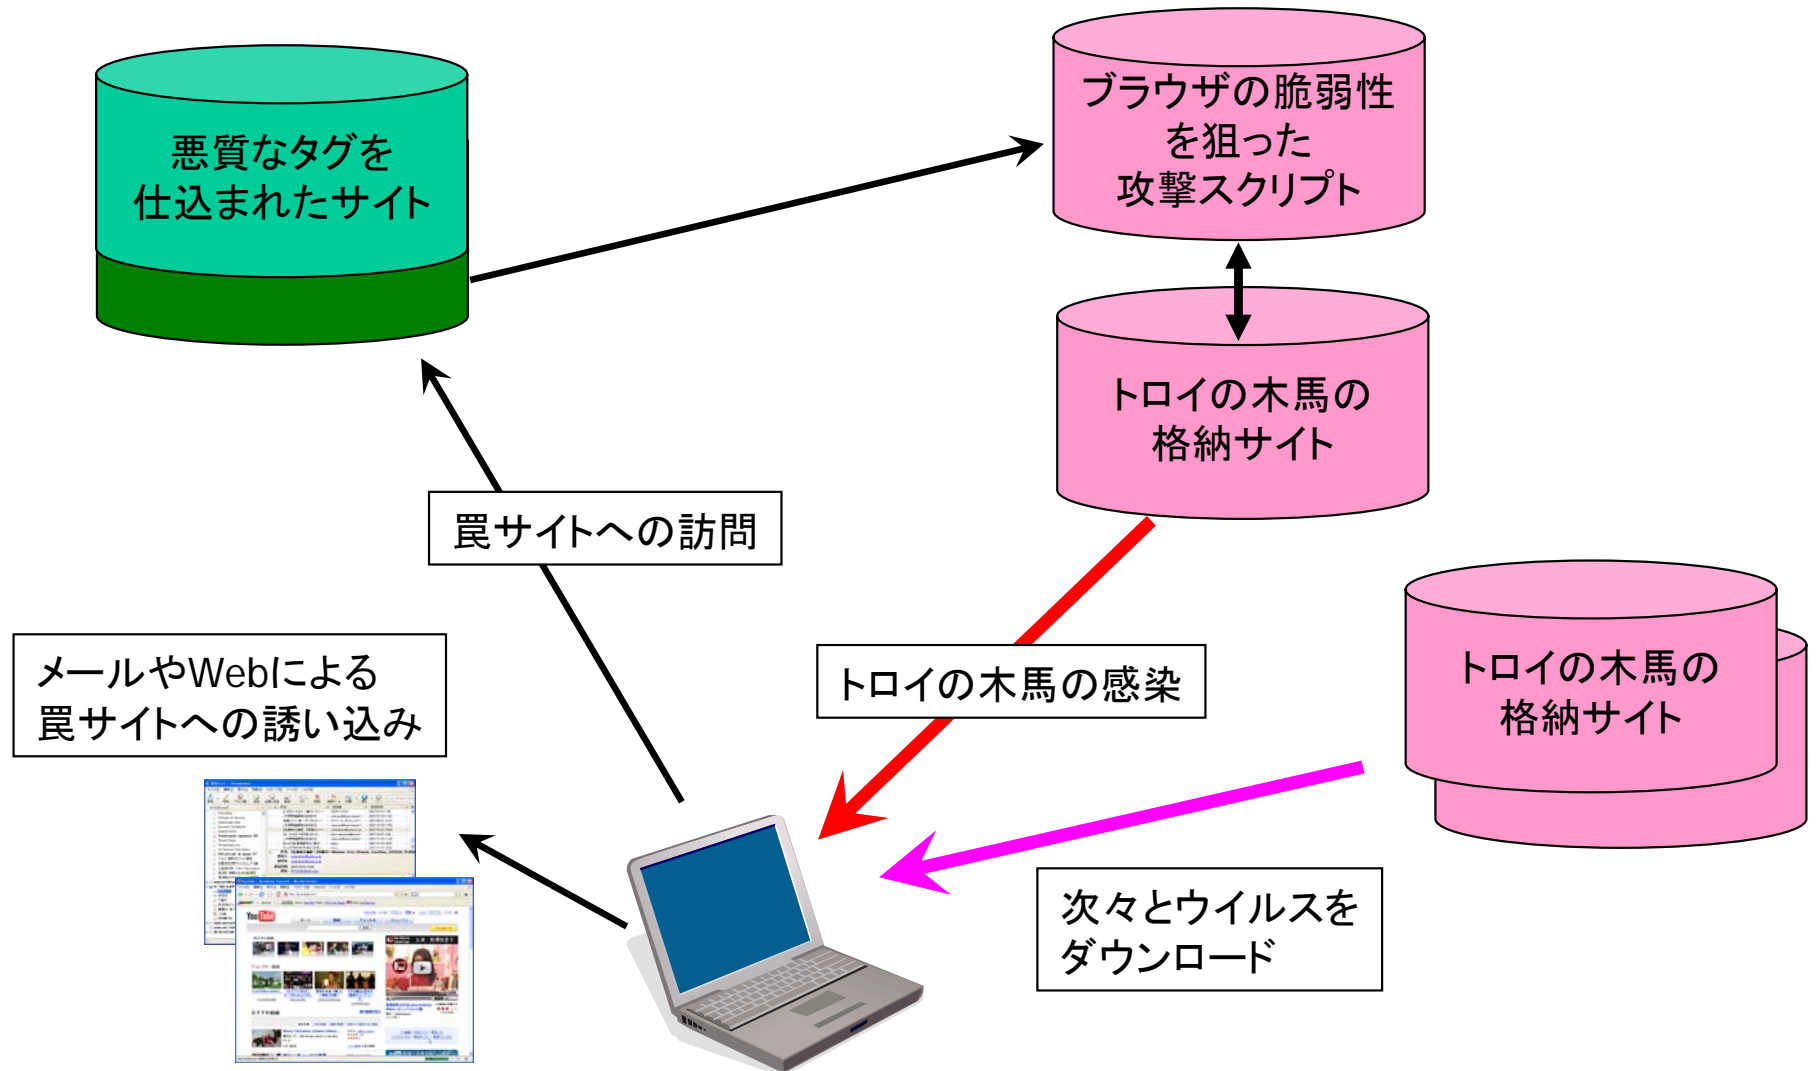 悪質なタグを
仕込まれたサイト
ブラウザの脆弱性
を狙った
攻撃スクリプト
トロイの木馬の
格納サイト
罠サイトへの訪問
トロイの木馬の感染
トロイの木馬の
格納サイト
メールやWebによる
罠サイトへの誘い込み
次々とウイルスを
ダウンロード
YouTube